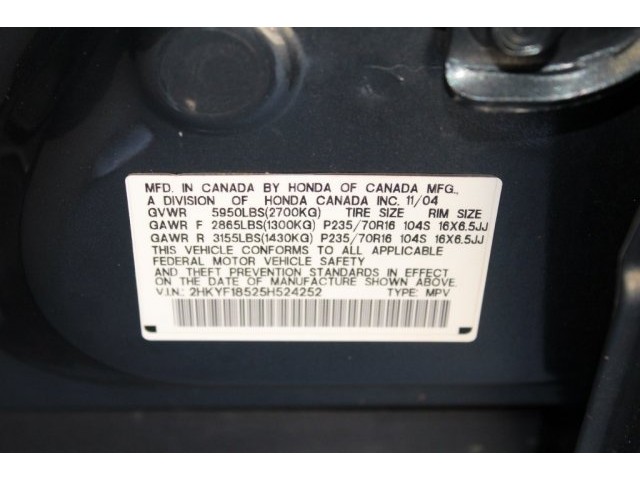 MFD. IN CANADA BY HONDA OF CANADA MFG.,
A DIVISION OF HONDA CANADA INC. 11/04
GVWR 5950LBS(2700KG) TIRE SIZE RIM SIZE
GAWR F 2865LBS(1300KG) P235/70R16 104S 16X6.5JJ
GAWR R 3155LBS(1430KG) P235/70R16 104S 16X6.5JJ
THIS VEHICLE CONFORMS TO ALL APPLICABLE
FEDERAL MOTOR VEHICLE SAFETY
AND THEFT PREVENTION STANDARDS IN EFFECT
ON THE DATE OF MANUFACTURE SHOWN ABOVE.
V.I.N.: 2HKYF18525H524252 TYPE: MPV